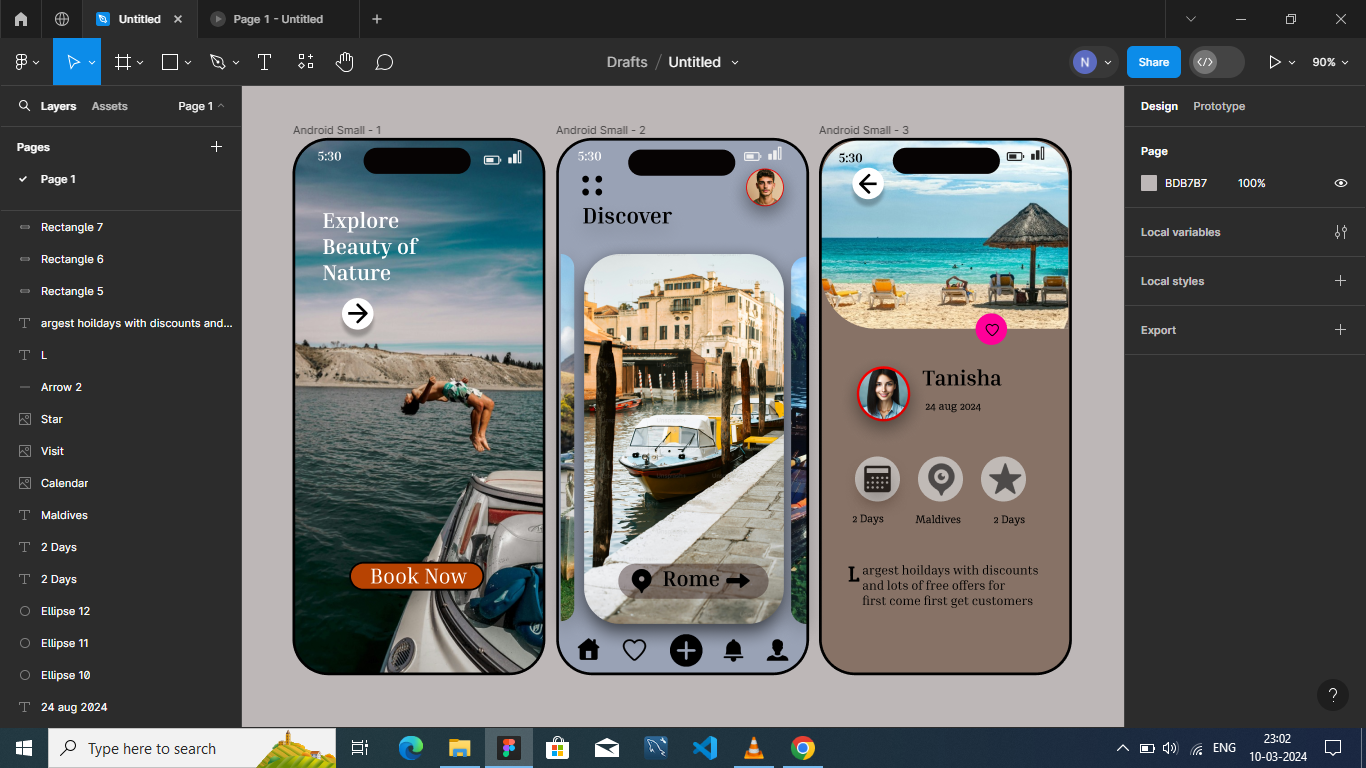 Untitled
Page 1 - Untitled
Drafts / Untitled
N
Share
90%
Layers
Assets
Page 1
Pages
Page 1
Rectangle 7
Rectangle 6
Rectangle 5
argest hoildays with discounts and...
L
Arrow 2
Star
Visit
Calendar
Maldives
2 Days
2 Days
Ellipse 12
Ellipse 11
Ellipse 10
24 aug 2024
Android Small - 1
5:30
Explore
Beauty of
Nature
Book Now
Android Small - 2
5:30
Discover
Rome
Android Small - 3
5:30
Tanisha
24 aug 2024
2 Days
Maldives
2 Days
L argest hoildays with discounts
and lots of free offers for
first come first get customers
Design
Prototype
Page
BDB7B7
100%
Local variables
Local styles
Export
?
Type here to search
ENG
23:02
10-03-2024